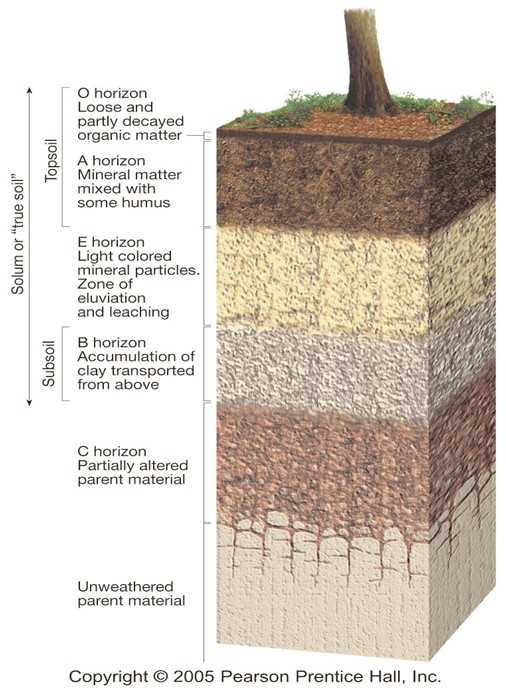 O horizon
Loose and
partly decayed
organic matter
A horizon
Mineral matter
mixed with
some humus
E horizon
Light colored
mineral particles.
Zone of
eluviation
and leaching
B horizon
Accumulation of
clay transported
from above
C horizon
Partially altered
parent material
Unweathered
parent material
Topsoil
Subsoil
Solum or “true soil”
Copyright © 2005 Pearson Prentice Hall, Inc.